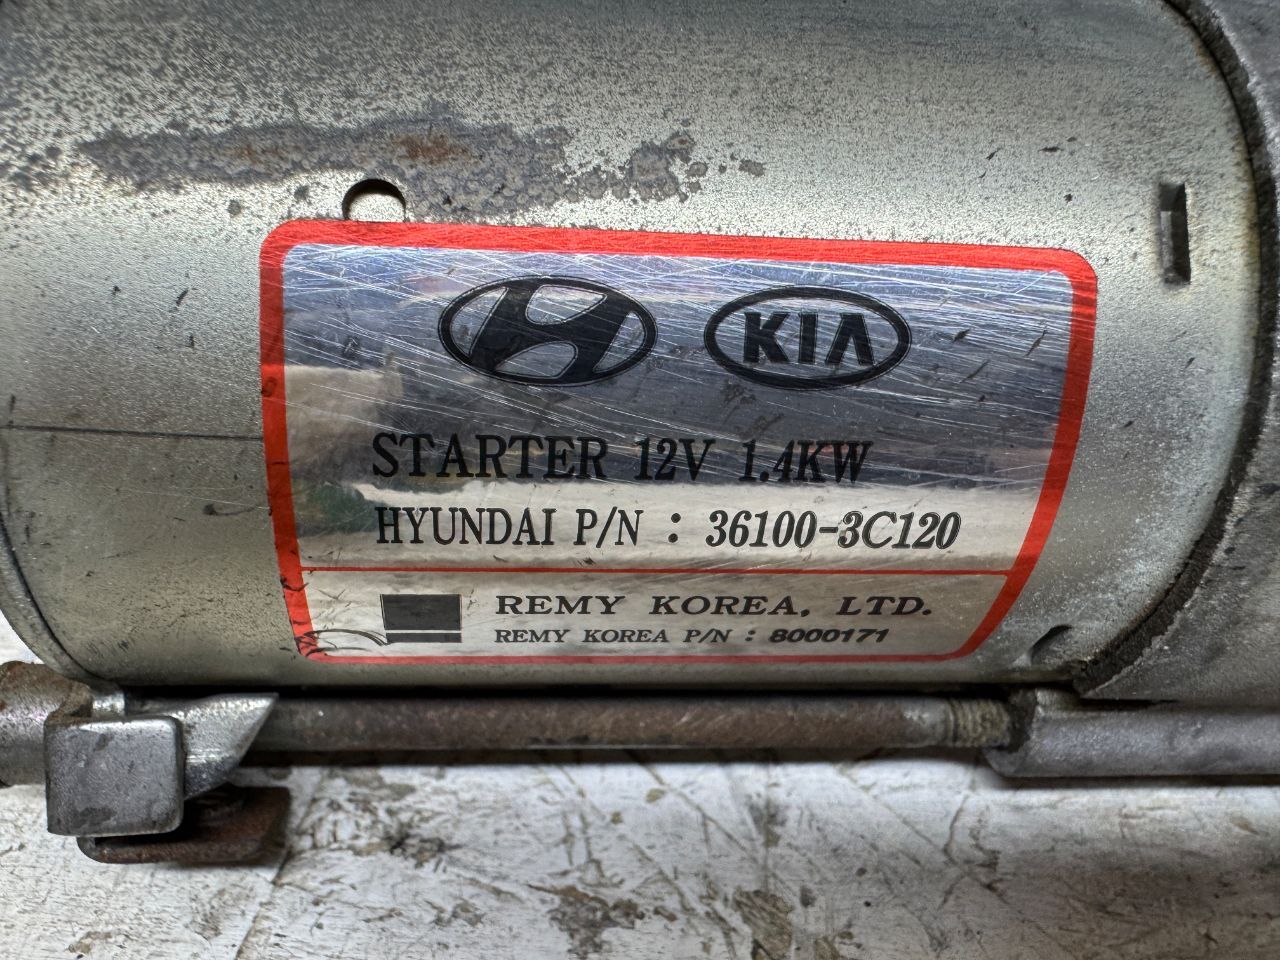 KIA
STARTER 12V 1.4KW
HYUNDAI P/N : 36100-3C120
REMY KOREA, LTD.
REMY KOREA P/N : 8000171